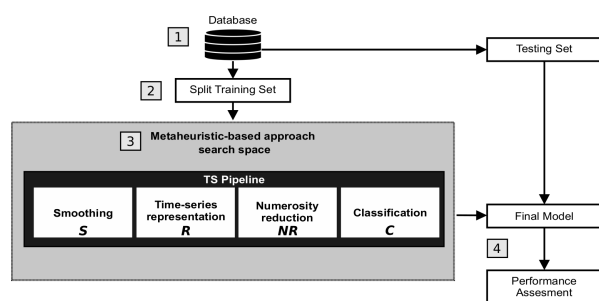 Database
1
Testing Set
2
Split Training Set
3
Metaheuristic-based approach
search space
TS Pipeline
Smoothing
S
Time-series
representation
R
Numerosity
reduction
NR
Classification
C
Final Model
4
Performance
Assesment